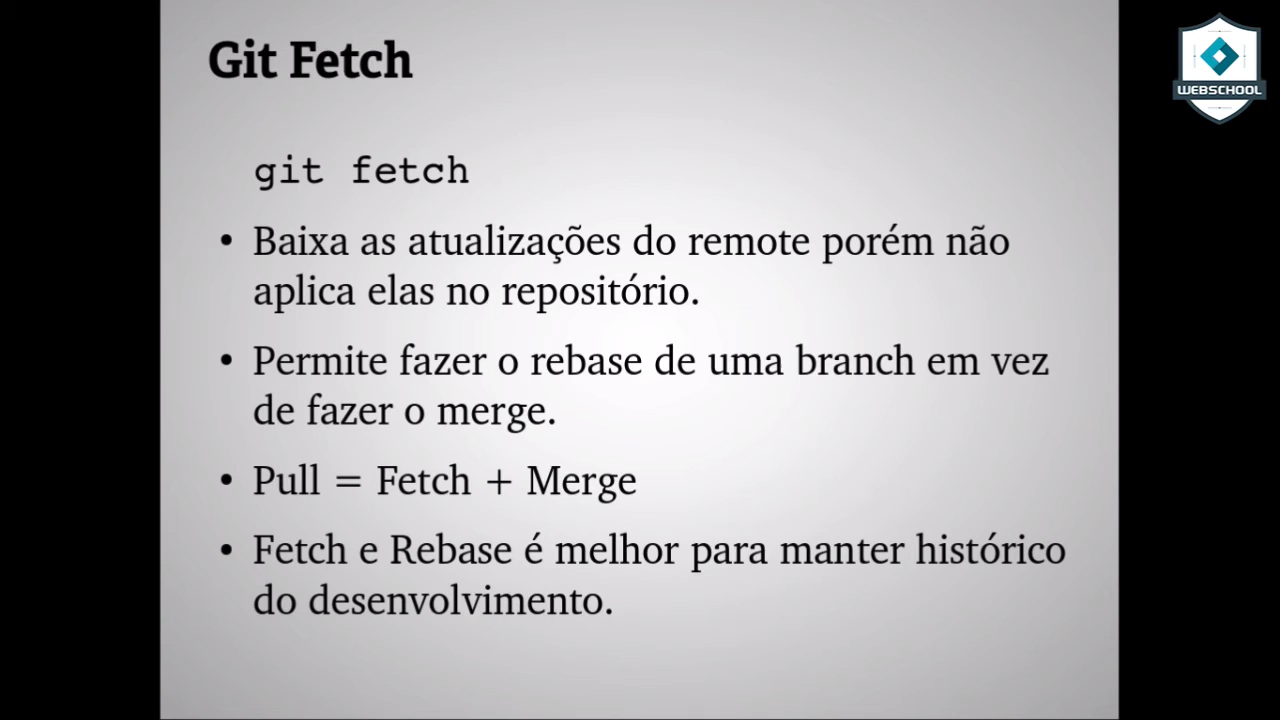 Git Fetch
WEBSCHOOL
git fetch
• Baixa as atualizações do remote porém não
aplica elas no repositório.
• Permite fazer o rebase de uma branch em vez
de fazer o merge.
• Pull = Fetch + Merge
• Fetch e Rebase é melhor para manter histórico
do desenvolvimento.